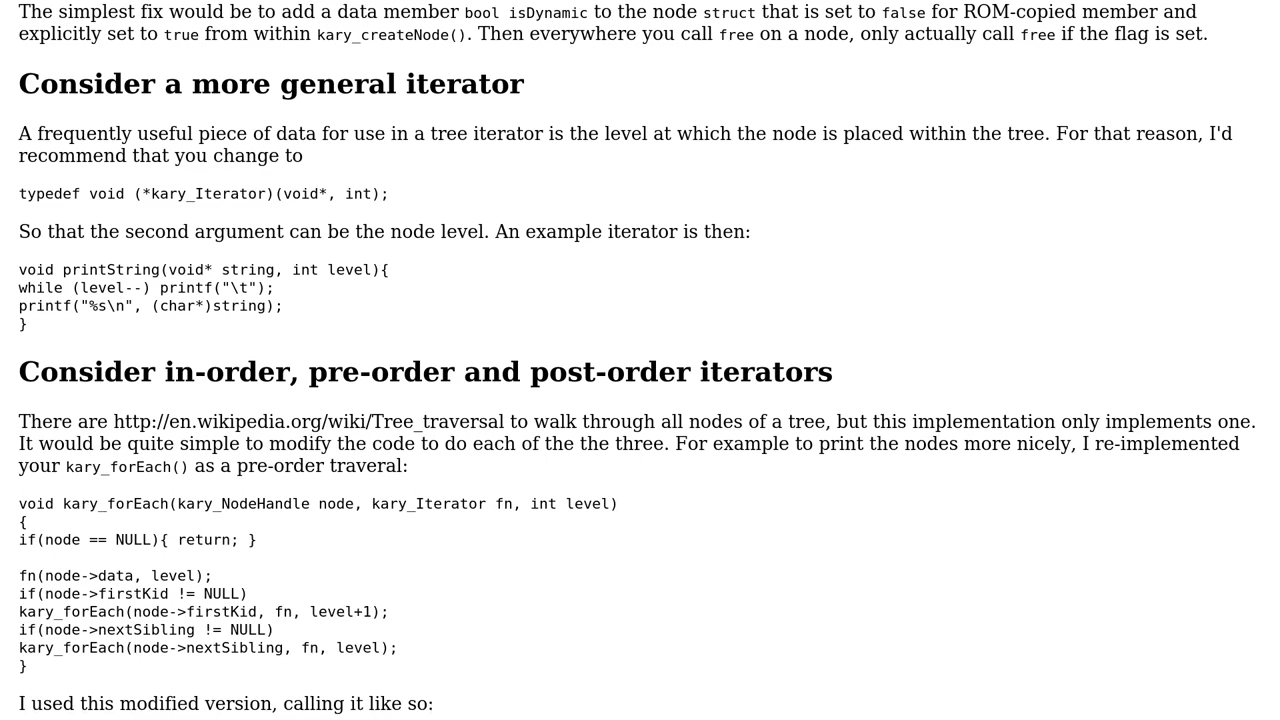 The simplest fix would be to add a data member bool isDynamic to the node struct that is set to false for ROM-copied member and
explicitly set to true from within kary_createNode(). Then everywhere you call free on a node, only actually call free if the flag is set.
Consider a more general iterator
A frequently useful piece of data for use in a tree iterator is the level at which the node is placed within the tree. For that reason, I'd
recommend that you change to
typedef void (*kary_Iterator)(void*, int);
So that the second argument can be the node level. An example iterator is then:
void printString(void* string, int level){
while (level--) printf("\t");
printf("%s\n", (char*)string);
}
Consider in-order, pre-order and post-order iterators
There are http://en.wikipedia.org/wiki/Tree_traversal to walk through all nodes of a tree, but this implementation only implements one.
It would be quite simple to modify the code to do each of the the three. For example to print the nodes more nicely, I re-implemented
your kary_forEach() as a pre-order traveral:
void kary_forEach(kary_NodeHandle node, kary_Iterator fn, int level)
{
if(node == NULL){ return; }
fn(node->data, level);
if(node->firstKid != NULL)
kary_forEach(node->firstKid, fn, level+1);
if(node->nextSibling != NULL)
kary_forEach(node->nextSibling, fn, level);
}
I used this modified version, calling it like so: